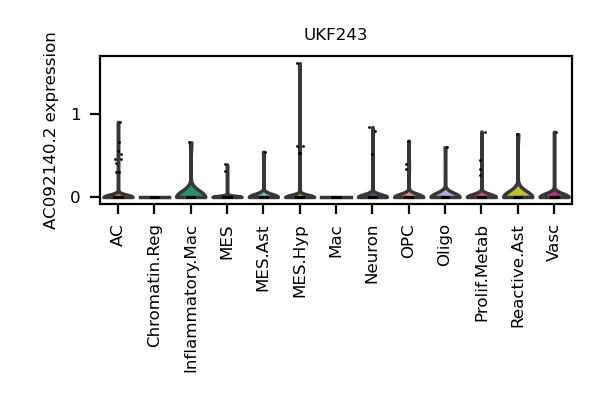 UKF243
AC092140.2 expression
1
0
AC
Chromatin.Reg
Inflammatory.Mac
MES
MES.Ast
MES.Hyp
Mac
Neuron
OPC
Oligo
Prolif.Metab
Reactive.Ast
Vasc